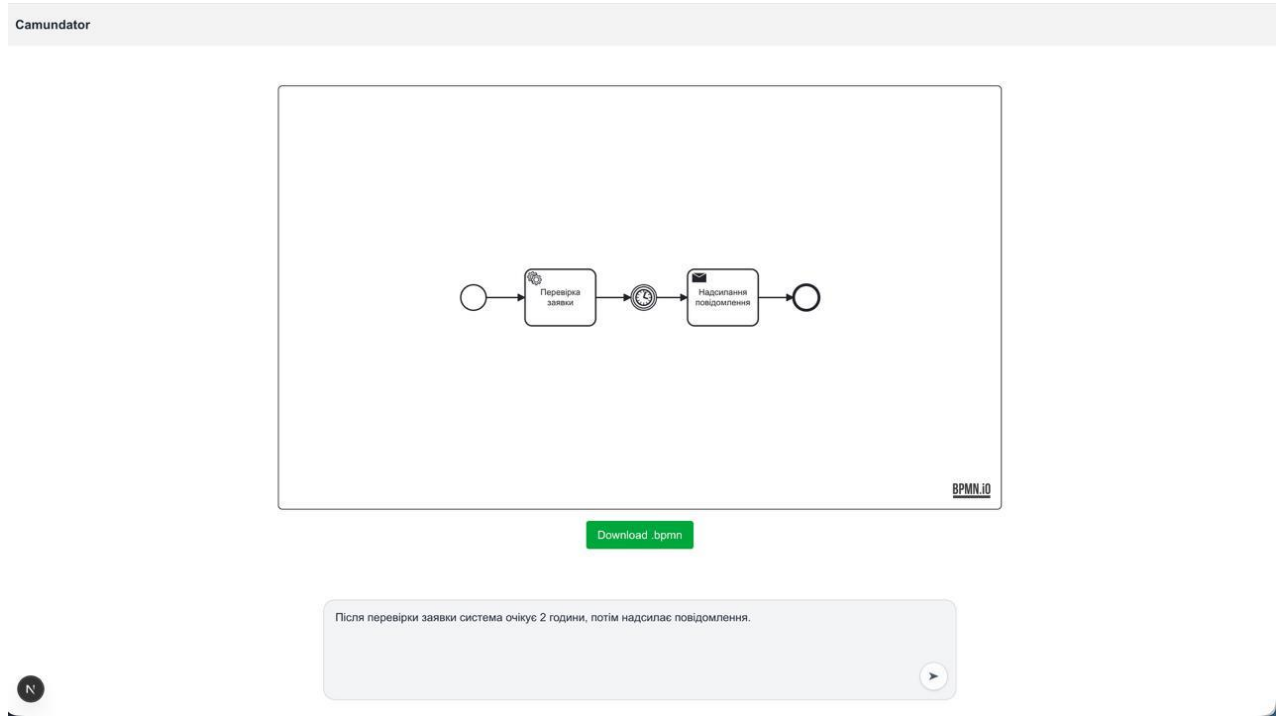 Camundator
Перевірка
заявки
Надсилання
повідомлення
BPMN.iO
Download .bpmn
Після перевірки заявки система очікує 2 години, потім надсилає повідомлення.
N